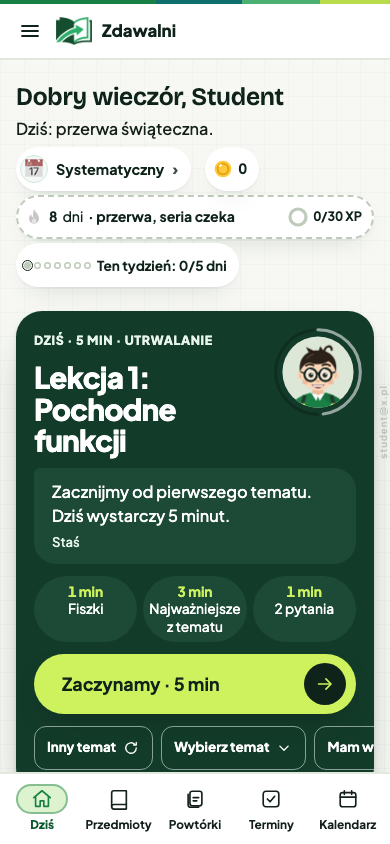 Zdawalni
Dobry wieczór, Student
Dziś: przerwa świąteczna.
17 Systematyczny ›
0
8 dni · przerwa, seria czeka
0/30 XP
Ten tydzień: 0/5 dni
DZIŚ · 5 MIN · UTRWALANIE
Lekcja 1:
Pochodne
funkcji
Zacznijmy od pierwszego tematu.
Dziś wystarczy 5 minut.
Staś
1 min
Fiszki
3 min
Najważniejsze
z tematu
1 min
2 pytania
Zaczynamy · 5 min
Inny temat
Wybierz temat
Mam w
student@x.pl
Dziś
Przedmioty
Powtórki
Terminy
Kalendarz